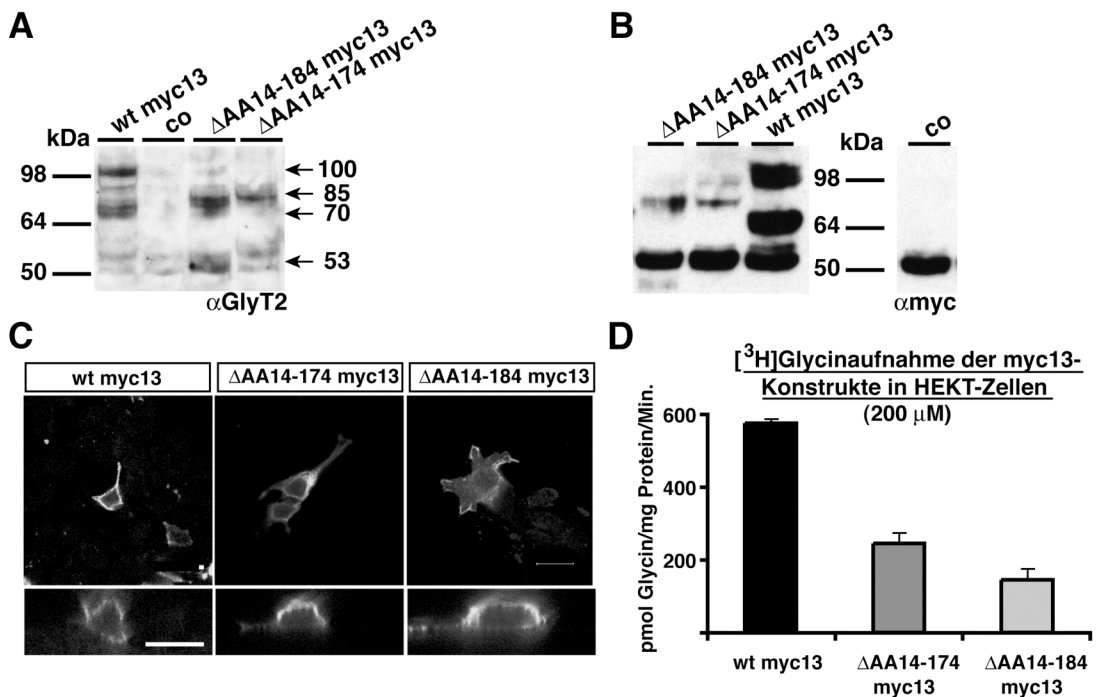 A
wt myc13
co
ΔAA14-184 myc13
ΔAA14-174 myc13
kDa
98
64
50
100
85
70
53
αGlyT2
B
ΔAA14-184 myc13
ΔAA14-174 myc13
wt myc13
kDa
co
98
64
50
αmyc
C
wt myc13
ΔAA14-174 myc13
ΔAA14-184 myc13
D
[³H]Glycinaufnahme der myc13-
Konstrukte in HEKT-Zellen
(200 μM)
pmol Glycin/mg Protein/Min.
600
400
200
wt myc13
ΔAA14-174
myc13
ΔAA14-184
myc13